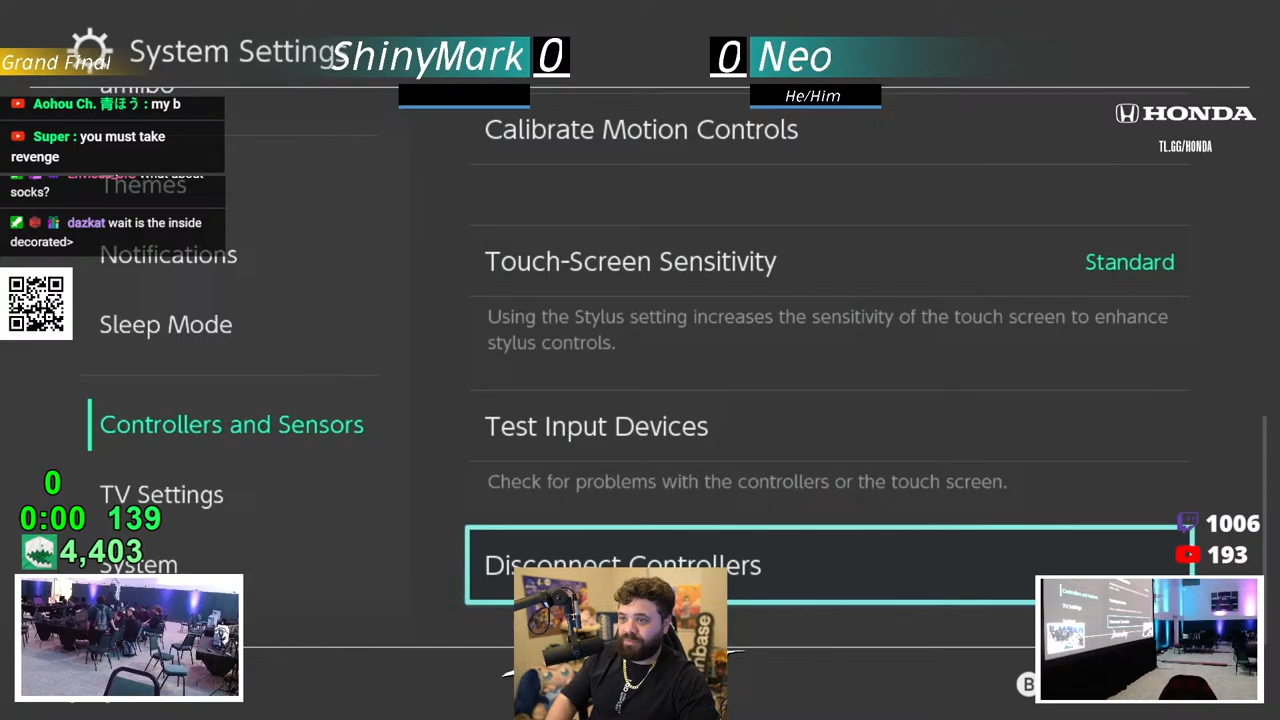 System Settings
ShinyMark 0
0 Neo
Grand Final
He/Him
amiibo
Aohou Ch. 青ほう : my b
Super : you must take
revenge
what about
socks?
dazkat wait is the inside
decorated>
HONDA
TL.GG/HONDA
Themes
Notifications
Sleep Mode
Controllers and Sensors
TV Settings
System
Calibrate Motion Controls
Touch-Screen Sensitivity
Standard
Using the Stylus setting increases the sensitivity of the touch screen to enhance
stylus controls.
Test Input Devices
Check for problems with the controllers or the touch screen.
Disconnect Controllers
0
0:00 139
4,403
1006
193
B